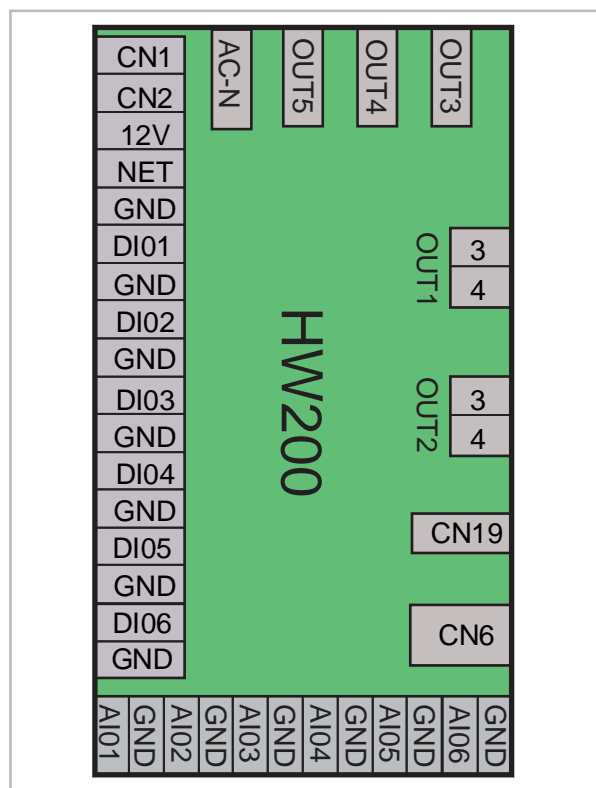 CN1
CN2
12V
NET
GND
DI01
GND
DI02
GND
DI03
GND
DI04
GND
DI05
GND
DI06
GND
AC-N
OUT5
OUT4
OUT3
OUT1
3
4
HW200
OUT2
3
4
CN19
CN6
AI01
GND
AI02
GND
AI03
GND
AI04
GND
AI05
GND
AI06
GND